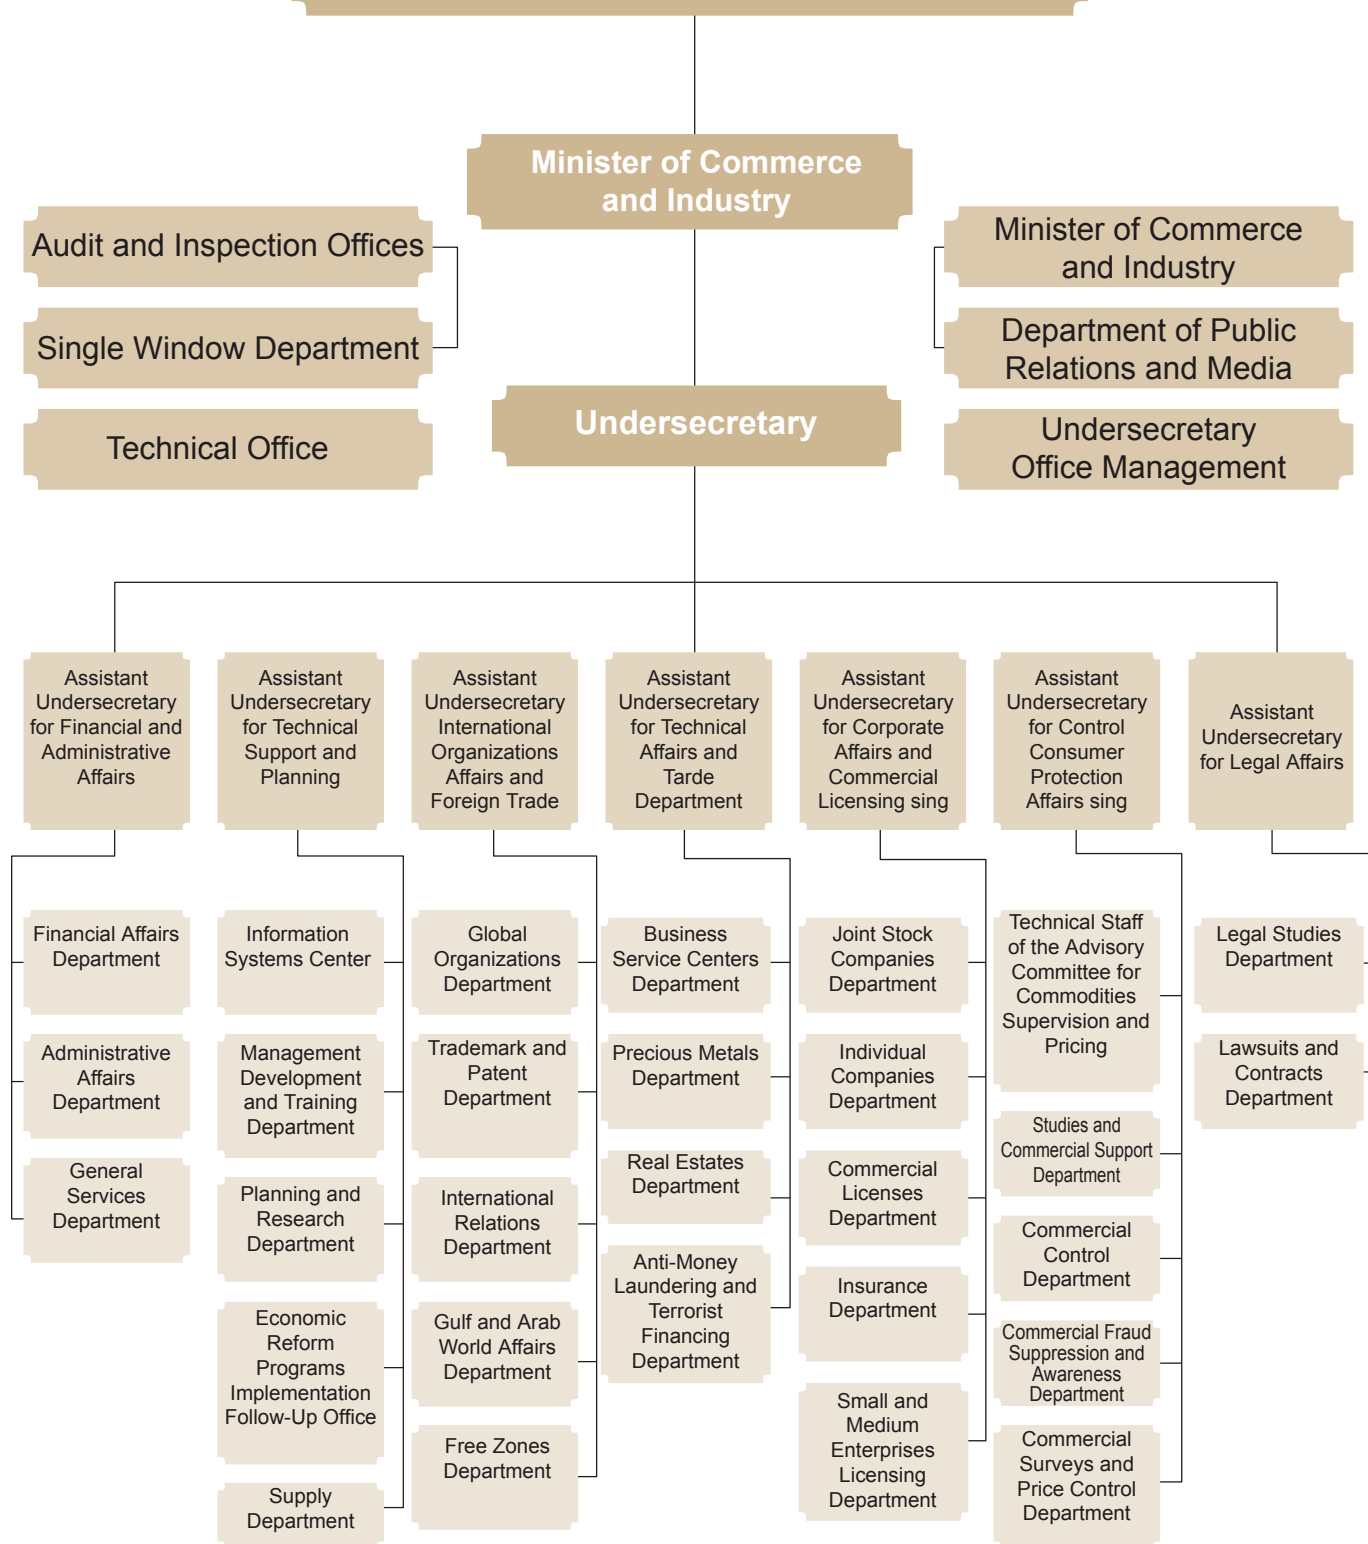 Minister of Commerce
and Industry
Audit and Inspection Offices
Single Window Department
Technical Office
Minister of Commerce
and Industry
Department of Public
Relations and Media
Undersecretary
Office Management
Undersecretary
Assistant
Undersecretary
for Financial and
Administrative
Affairs
Assistant
Undersecretary
for Technical
Support and
Planning
Assistant
Undersecretary
International
Organizations
Affairs and
Foreign Trade
Assistant
Undersecretary
for Technical
Affairs and
Tarde
Department
Assistant
Undersecretary
for Corporate
Affairs and
Commercial
Licensing sing
Assistant
Undersecretary
for Control
Consumer
Protection
Affairs sing
Assistant
Undersecretary
for Legal Affairs
Financial Affairs
Department
Administrative
Affairs
Department
General
Services
Department
Information
Systems Center
Management
Development
and Training
Department
Planning and
Research
Department
Economic
Reform
Programs
Implementation
Follow-Up Office
Supply
Department
Global
Organizations
Department
Trademark and
Patent
Department
International
Relations
Department
Gulf and Arab
World Affairs
Department
Free Zones
Department
Business
Service Centers
Department
Precious Metals
Department
Real Estates
Department
Anti-Money
Laundering and
Terrorist
Financing
Department
Joint Stock
Companies
Department
Individual
Companies
Department
Commercial
Licenses
Department
Insurance
Department
Small and
Medium
Enterprises
Licensing
Department
Technical Staff
of the Advisory
Committee for
Commodities
Supervision and
Pricing
Studies and
Commercial Support
Department
Commercial
Control
Department
Commercial Fraud
Suppression and
Awareness
Department
Commercial
Surveys and
Price Control
Department
Legal Studies
Department
Lawsuits and
Contracts
Department